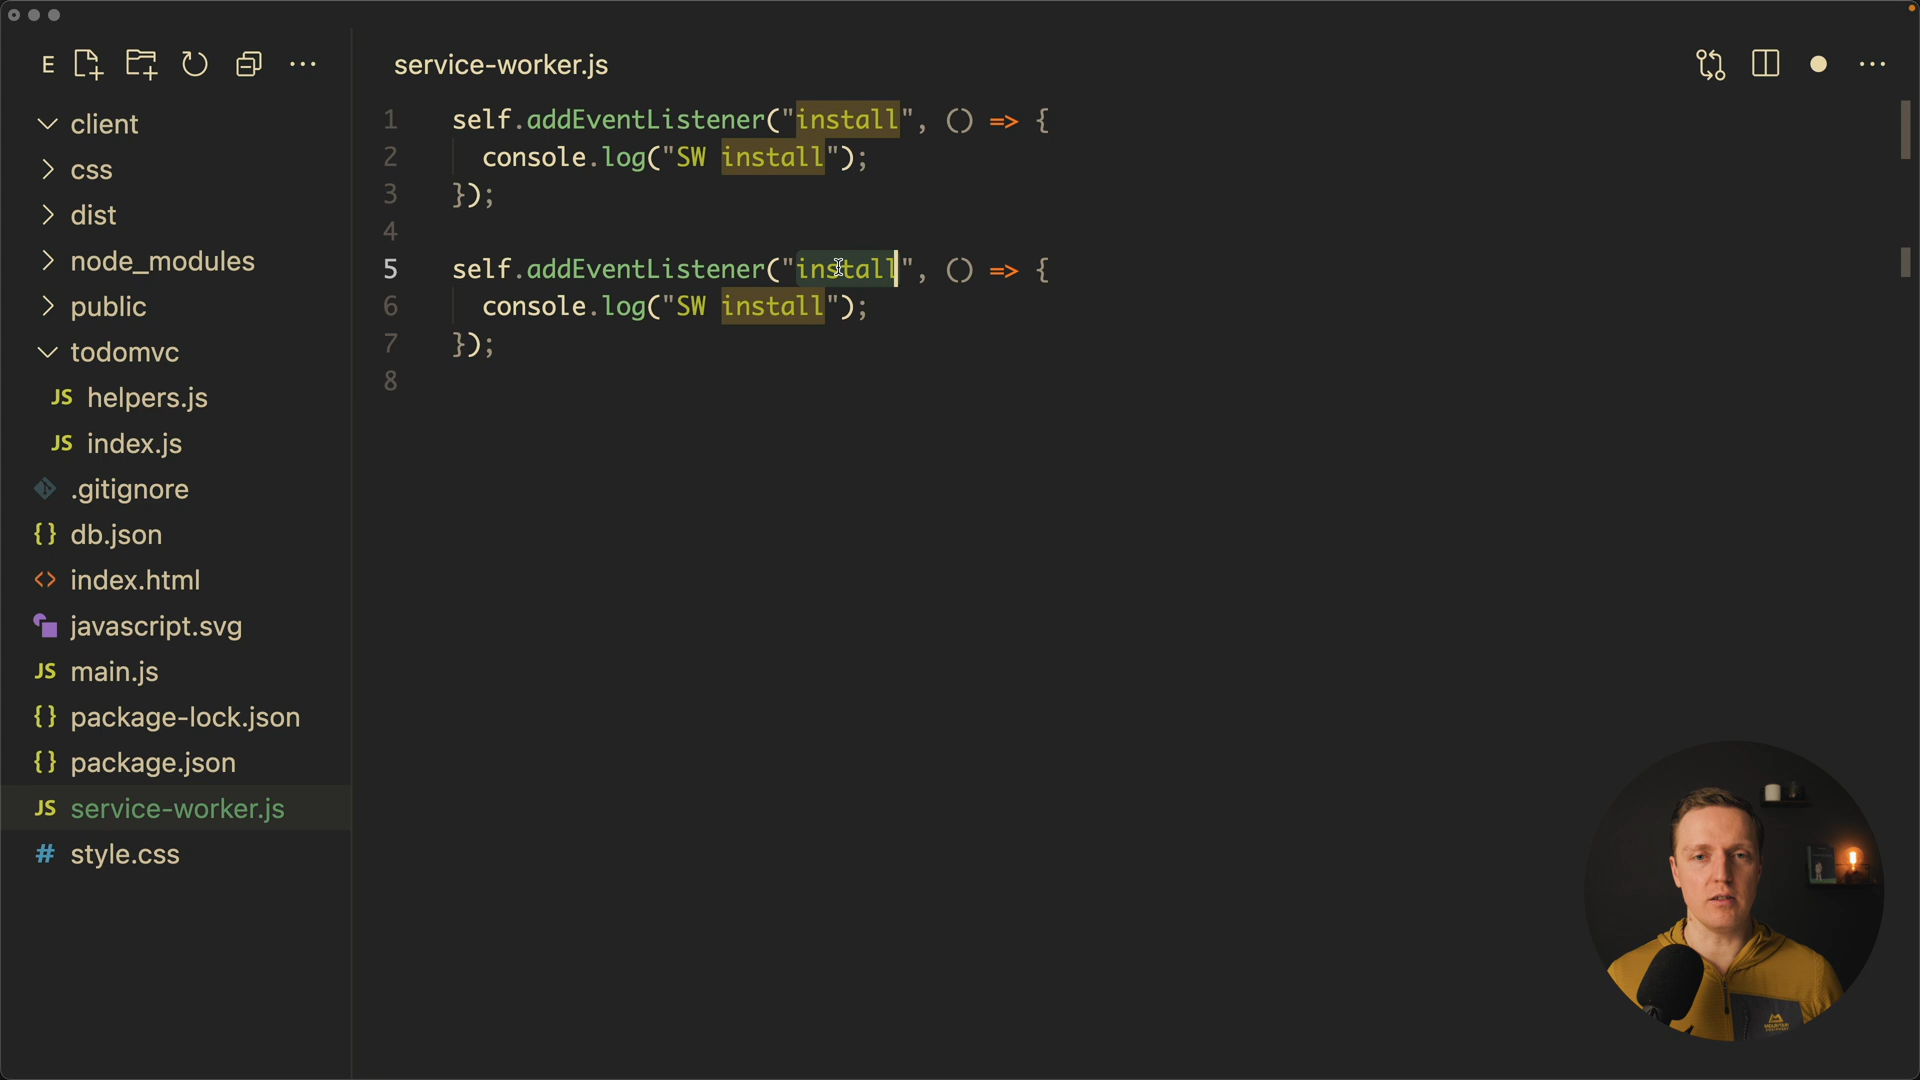 E
service-worker.js
client
css
dist
node_modules
public
todomvc
JS helpers.js
JS index.js
.gitignore
{} db.json
<> index.html
javascript.svg
JS main.js
{} package-lock.json
{} package.json
JS service-worker.js
# style.css
1 self.addEventListener("install", () => {
2 console.log("SW install");
3 });
4
5 self.addEventListener("install", () => {
6 console.log("SW install");
7 });
8